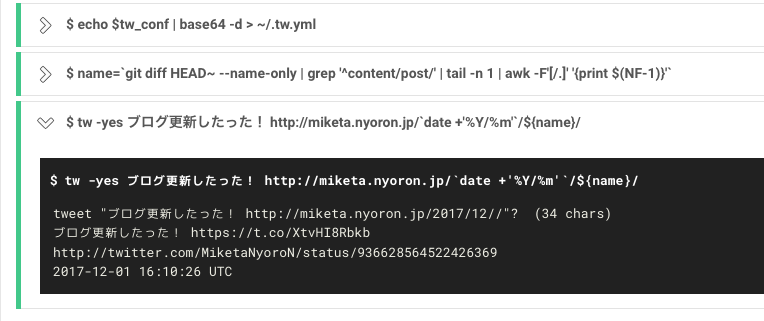 $ echo $tw_conf | base64 -d > ~/.tw.yml
$ name=`git diff HEAD~ --name-only | grep '^content/post/' | tail -n 1 | awk -F'[/.]' '{print $(NF-1)}'`
$ tw -yes ブログ更新したった！ http://miketa.nyoron.jp/`date +'%Y/%m'`/${name}/
$ tw -yes ブログ更新したった！ http://miketa.nyoron.jp/`date +'%Y/%m'`/${name}/
tweet "ブログ更新したった！ http://miketa.nyoron.jp/2017/12//"? (34 chars)
ブログ更新したった！ https://t.co/XtvHI8Rbkb
http://twitter.com/MiketaNyoroN/status/936628564522426369
2017-12-01 16:10:26 UTC